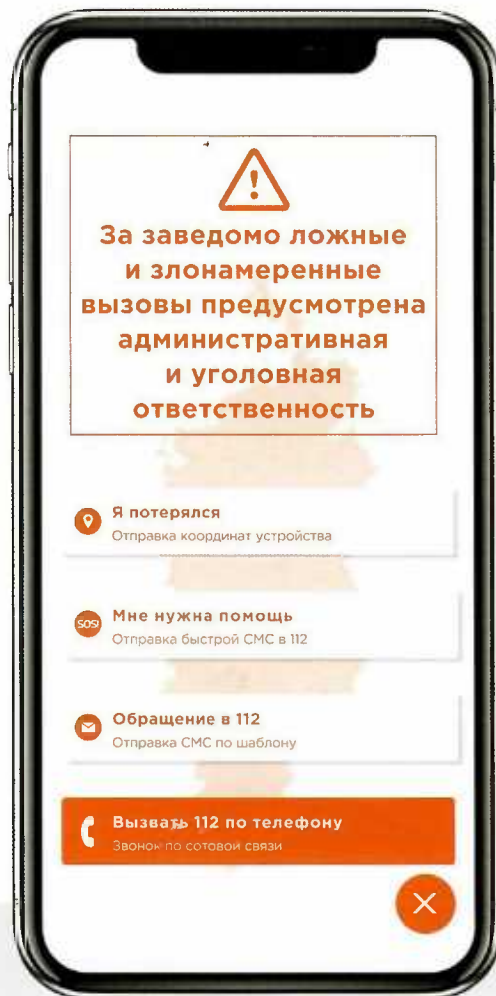 За заведомо ложные
и злонамеренные
вызовы предусмотрена
административная
и уголовная
ответственность
Я потерялся
Отправка координат устройства
SOS!
Мне нужна помощь
Отправка быстрой СМС в 112
Обращение в 112
Отправка СМС по шаблону
Вызвать 112 по телефону
Звонок по сотовой связи